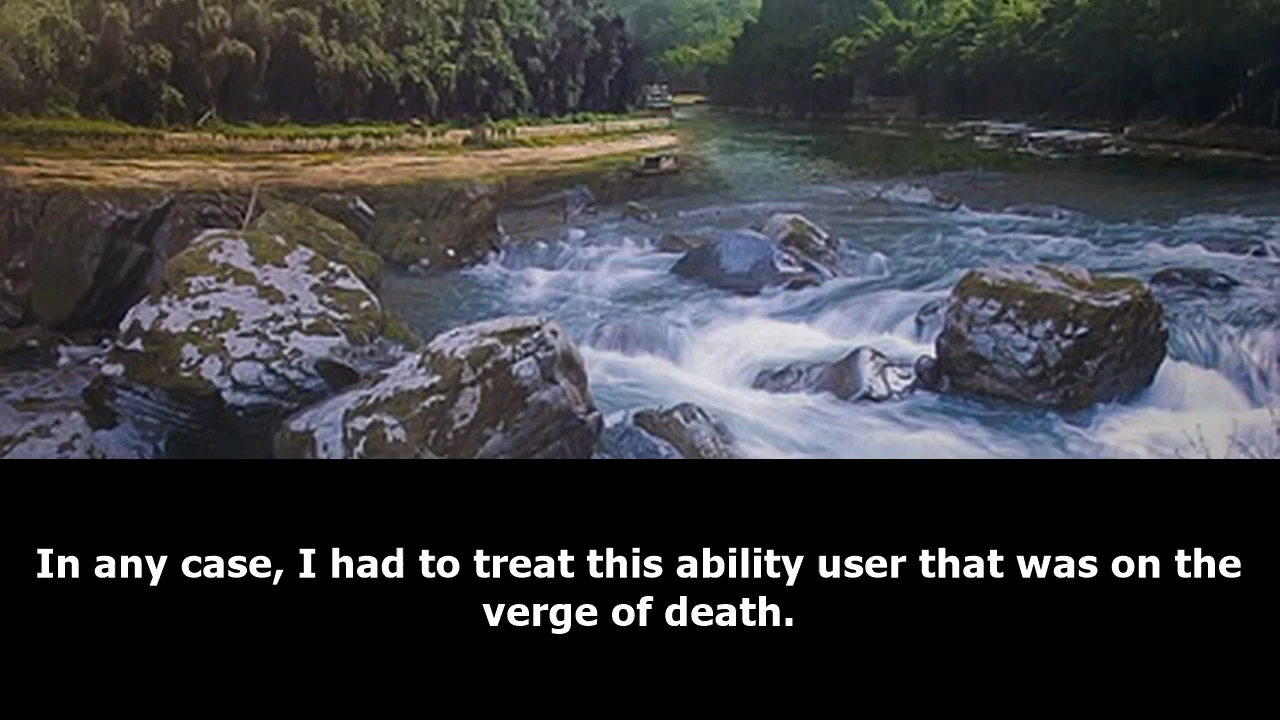 In any case, I had to treat this ability user that was on the
verge of death.